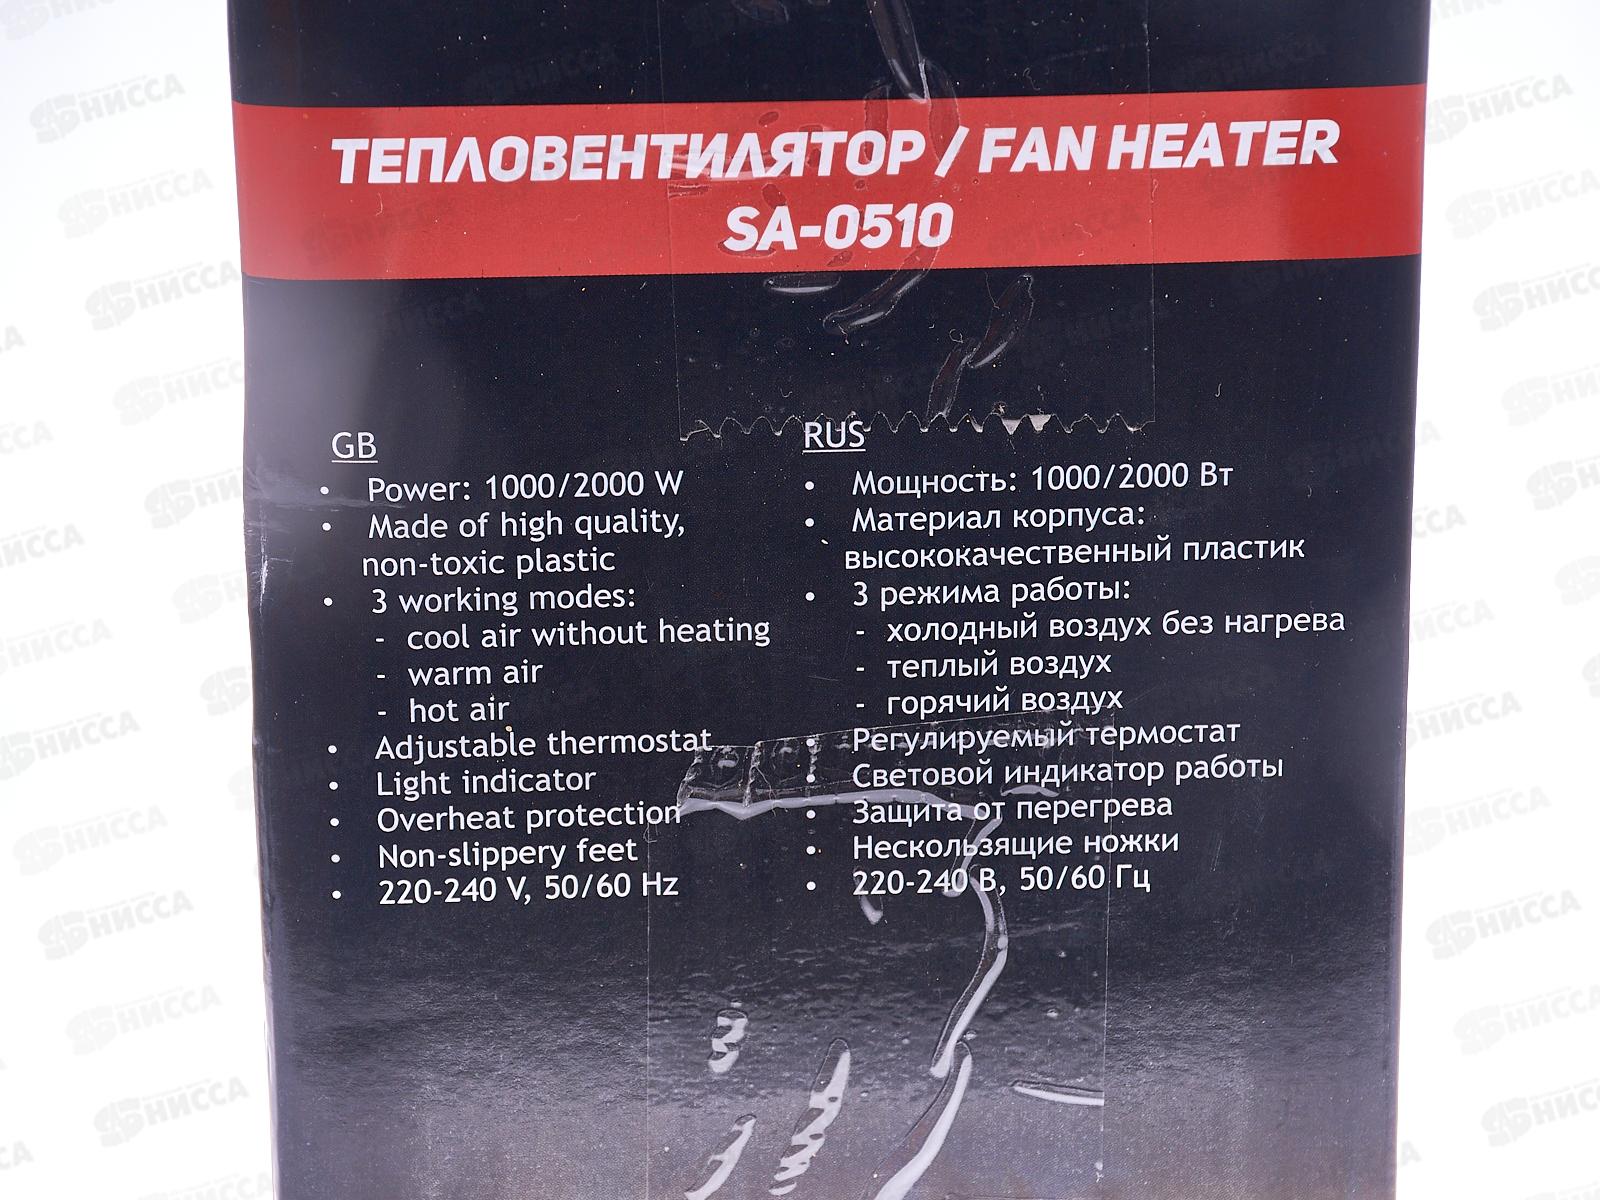 ТЕПЛОВЕНТИЛЯТОР / FAN HEATER
SA-0510
GB
• Power: 1000/2000 W
• Made of high quality,
non-toxic plastic
• 3 working modes:
- cool air without heating
- warm air
- hot air
• Adjustable thermostat
• Light indicator
• Overheat protection
• Non-slippery feet
• 220-240 V, 50/60 Hz
RUS
• Мощность: 1000/2000 Вт
• Материал корпуса:
высококачественный пластик
• 3 режима работы:
- холодный воздух без нагрева
- теплый воздух
- горячий воздух
• Регулируемый термостат
• Световой индикатор работы
• Защита от перегрева
• Нескользящие ножки
• 220-240 В, 50/60 Гц
НИССА